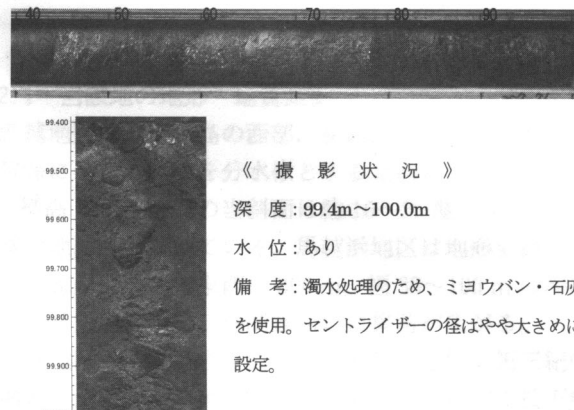 40 50 60 70 80 90
99.400
99.500
99 600
99.700
99.800
99 900
《 撮 影 状 況 》
深 度:99.4m~100.0m
水 位:あり
備 考:濁水処理のため、ミヨウバン・石灰
を使用。セントライザーの径はやや大きめに
設定。